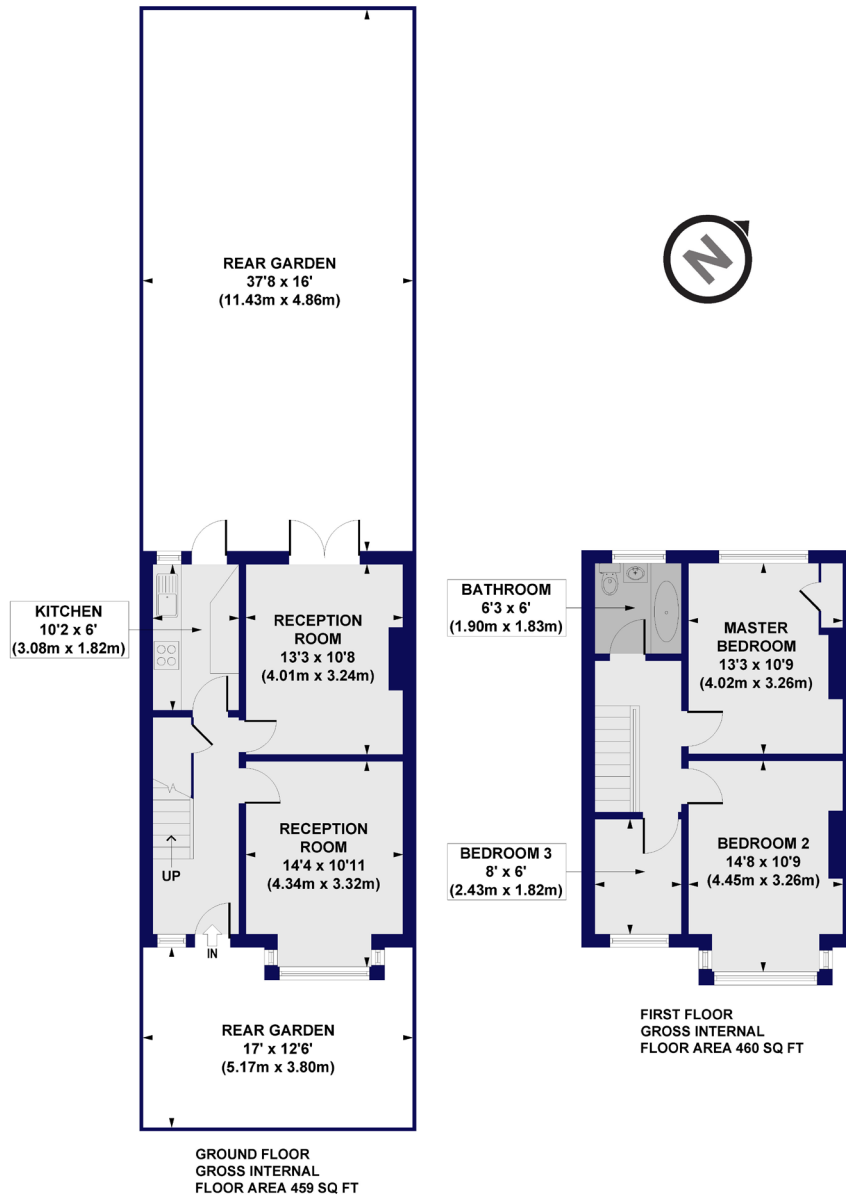 REAR GARDEN
37'8 x 16'
(11.43m x 4.86m)
N
KITCHEN
10'2 x 6'
(3.08m x 1.82m)
RECEPTION
ROOM
13'3 x 10'8
(4.01m x 3.24m)
RECEPTION
ROOM
14'4 x 10'11
(4.34m x 3.32m)
UP
IN
REAR GARDEN
17' x 12'6'
(5.17m x 3.80m)
GROUND FLOOR
GROSS INTERNAL
FLOOR AREA 459 SQ FT
BATHROOM
6'3 x 6'
(1.90m x 1.83m)
MASTER
BEDROOM
13'3 x 10'9
(4.02m x 3.26m)
BEDROOM 3
8' x 6'
(2.43m x 1.82m)
BEDROOM 2
14'8 x 10'9
(4.45m x 3.26m)
FIRST FLOOR
GROSS INTERNAL
FLOOR AREA 460 SQ FT